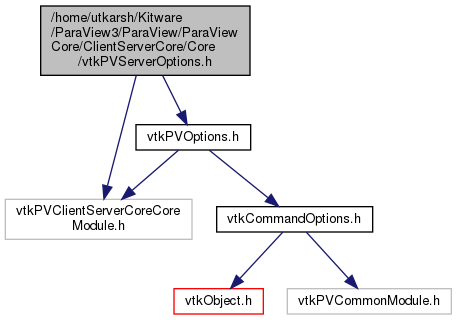 /home/utkarsh/Kitware
/ParaView3/ParaView/ParaView
Core/ClientServerCore/Core
/vtkPVServerOptions.h
vtkPVOptions.h
vtkPVClientServerCoreCore
Module.h
vtkCommandOptions.h
vtkObject.h
vtkPVCommonModule.h